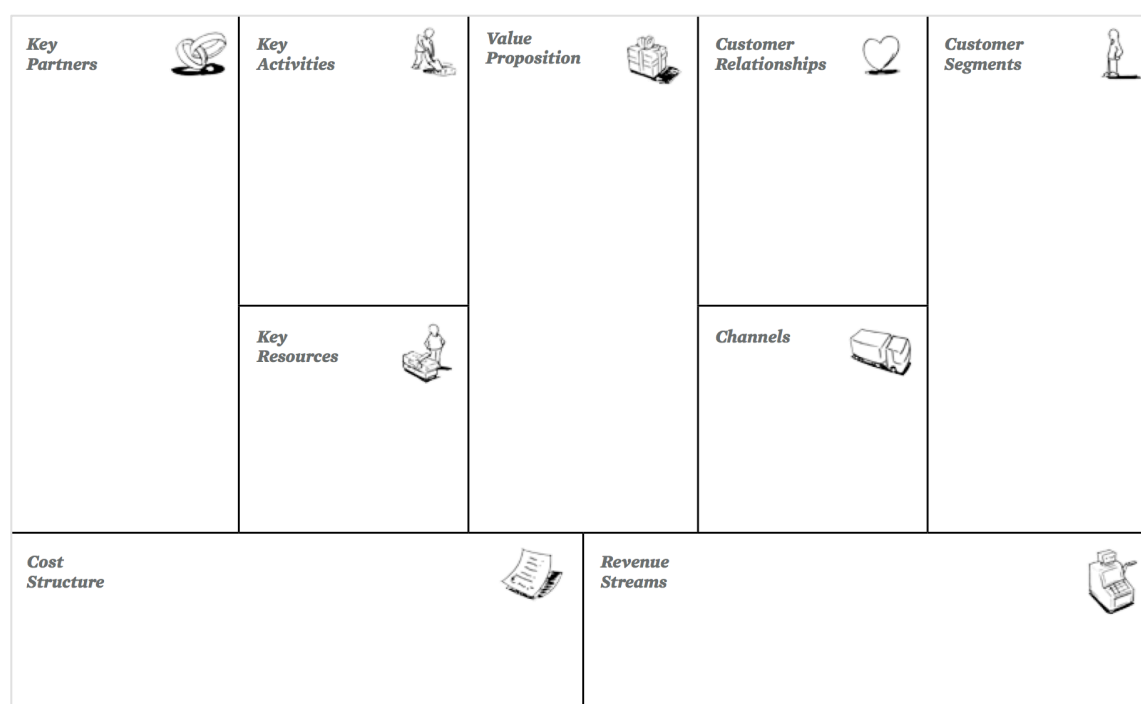 Key
Partners
Key
Activities
Value
Proposition
Customer
Relationships
Customer
Segments
Key
Resources
Channels
Cost
Structure
Revenue
Streams